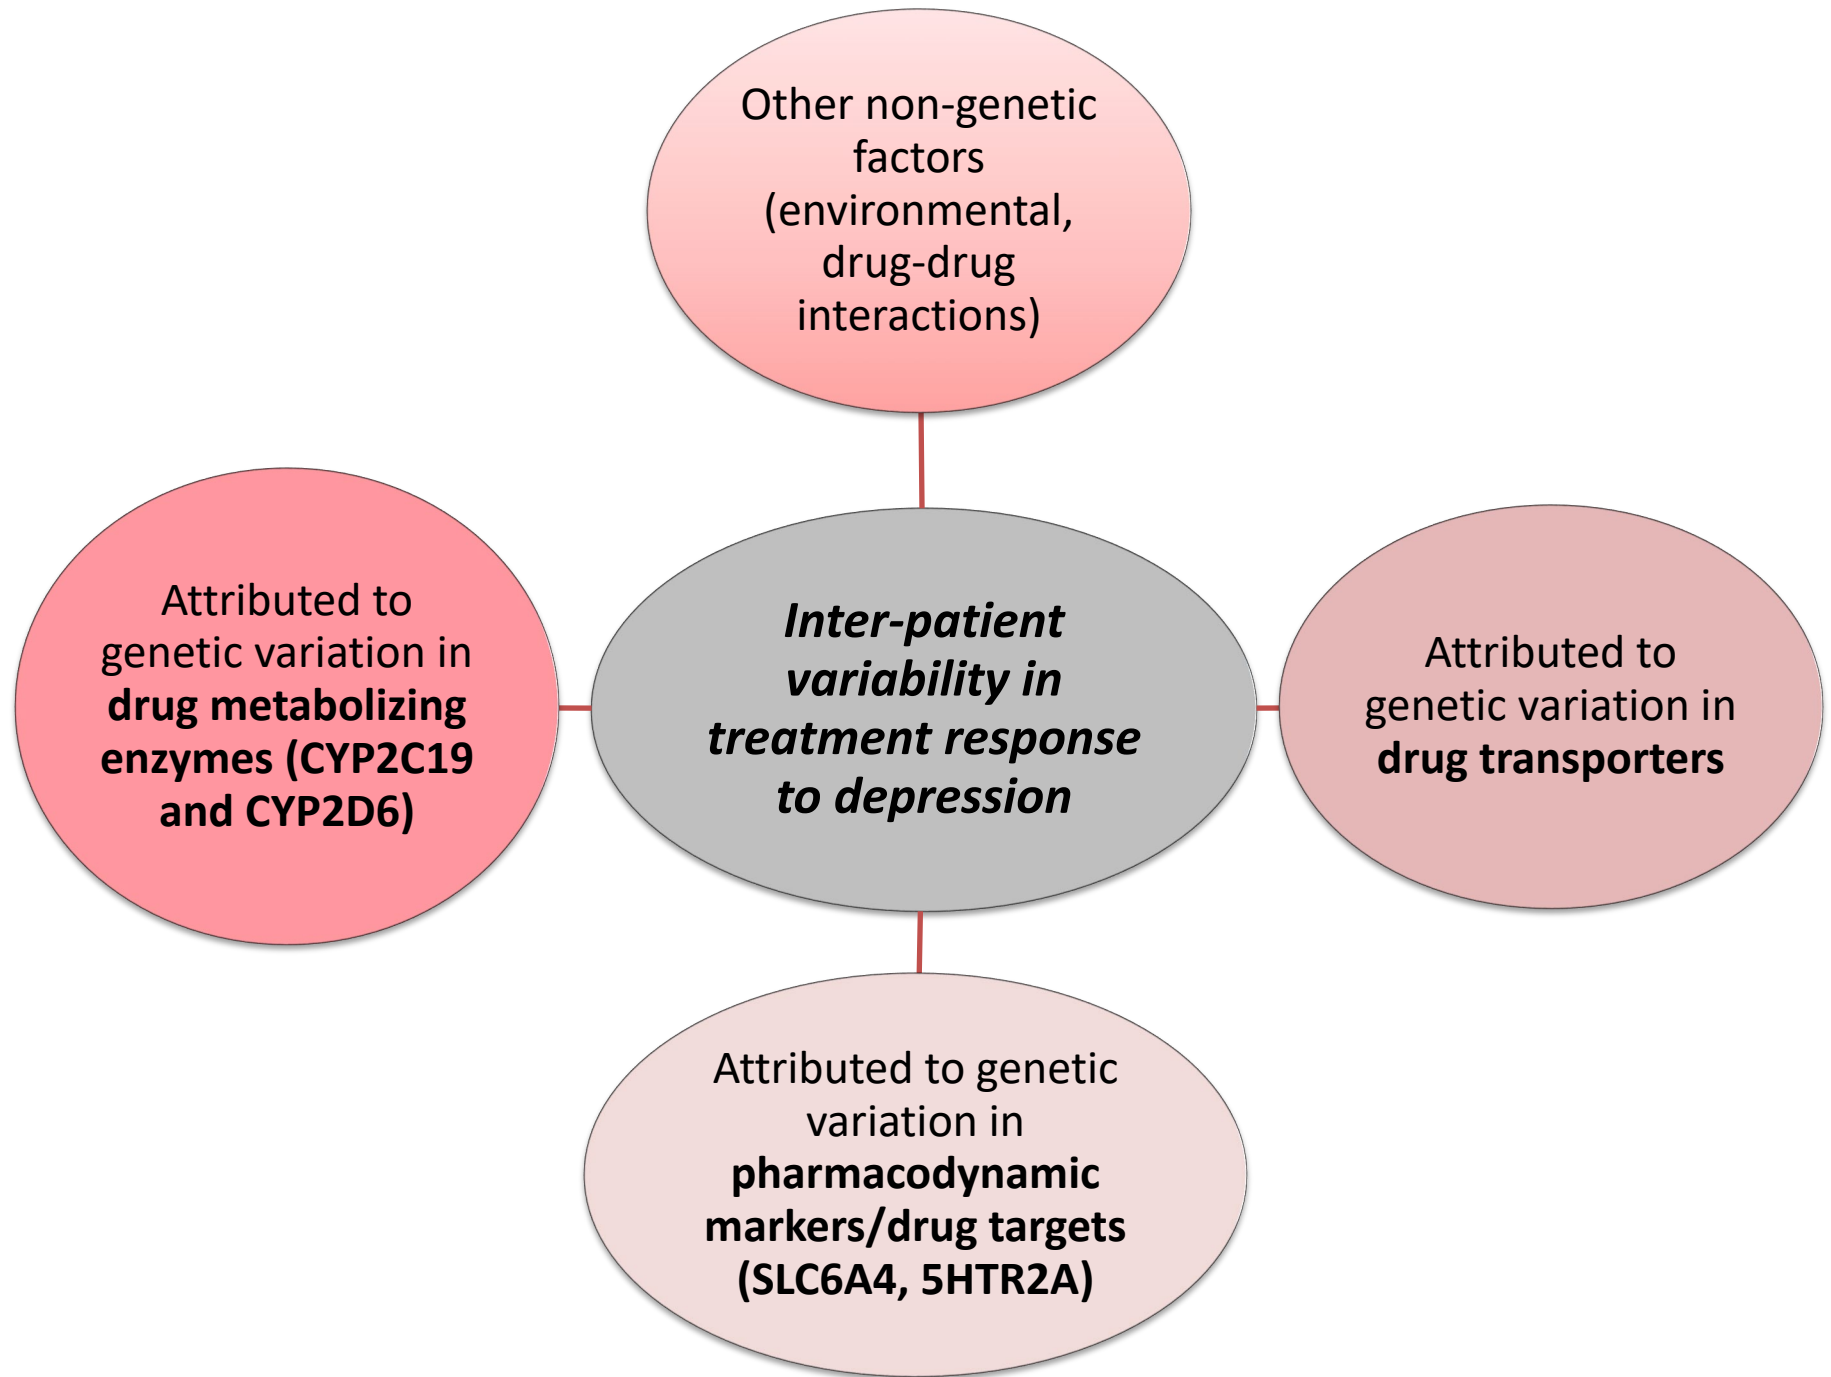 Other non-genetic
factors
(environmental,
drug-drug
interactions)
Attributed to
genetic variation in
drug metabolizing
enzymes (CYP2C19
and CYP2D6)
Inter-patient
variability in
treatment response
to depression
Attributed to
genetic variation in
drug transporters
Attributed to genetic
variation in
pharmacodynamic
markers/drug targets
(SLC6A4, 5HTR2A)